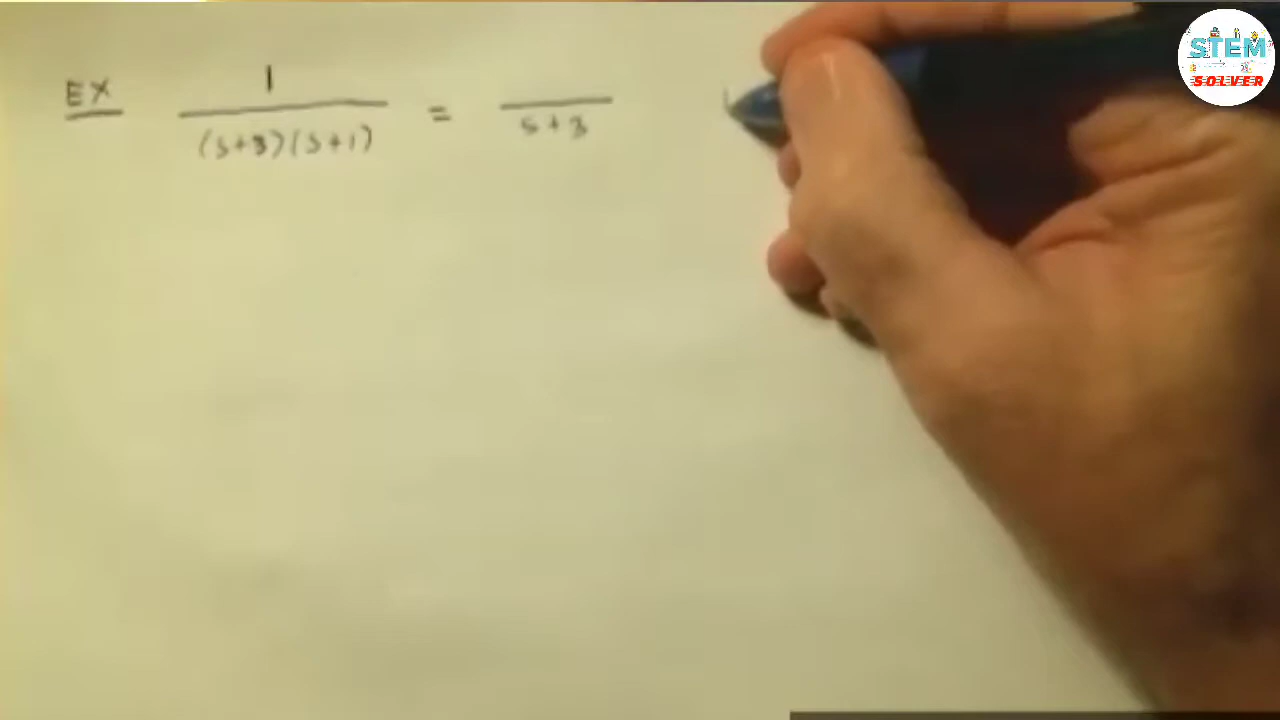 EX 1 / (s+3)(s+1) = / s+3
STEM
SOLVER